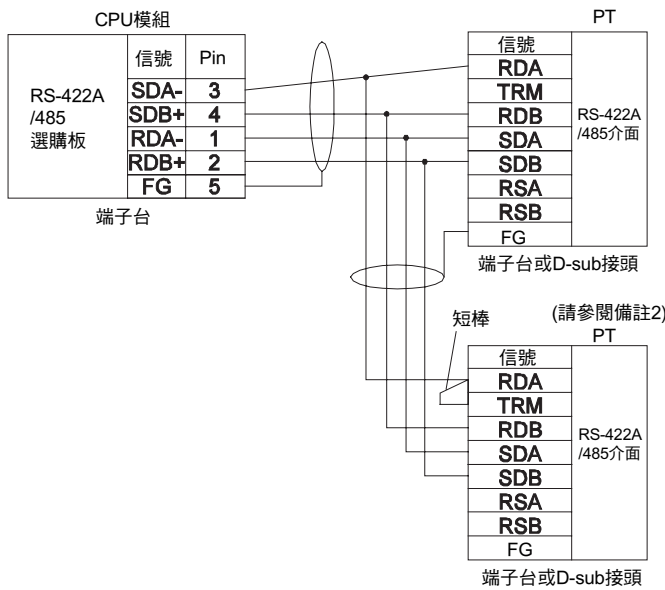 CPU模組
信號 Pin
RS-422A
/485
選購板
SDA- 3
SDB+ 4
RDA- 1
RDB+ 2
FG 5
端子台
PT
信號
RDA
TRM
RDB
SDA
SDB
RSA
RSB
FG
RS-422A
/485介面
端子台或D-sub接頭
短棒
(請參閱備註2)
PT
信號
RDA
TRM
RDB
SDA
SDB
RSA
RSB
FG
RS-422A
/485介面
端子台或D-sub接頭